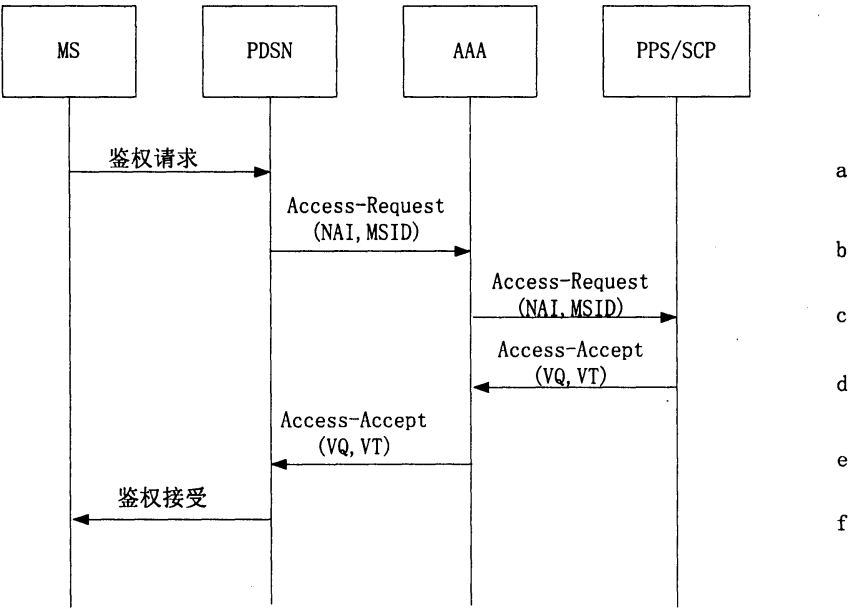 MS
PDSN
AAA
PPS/SCP
鉴权请求
a
Access-Request
(NAI,MSID)
b
Access-Request
(NAI,MSID)
c
Access-Accept
(VQ,VT)
d
Access-Accept
(VQ,VT)
e
鉴权接受
f